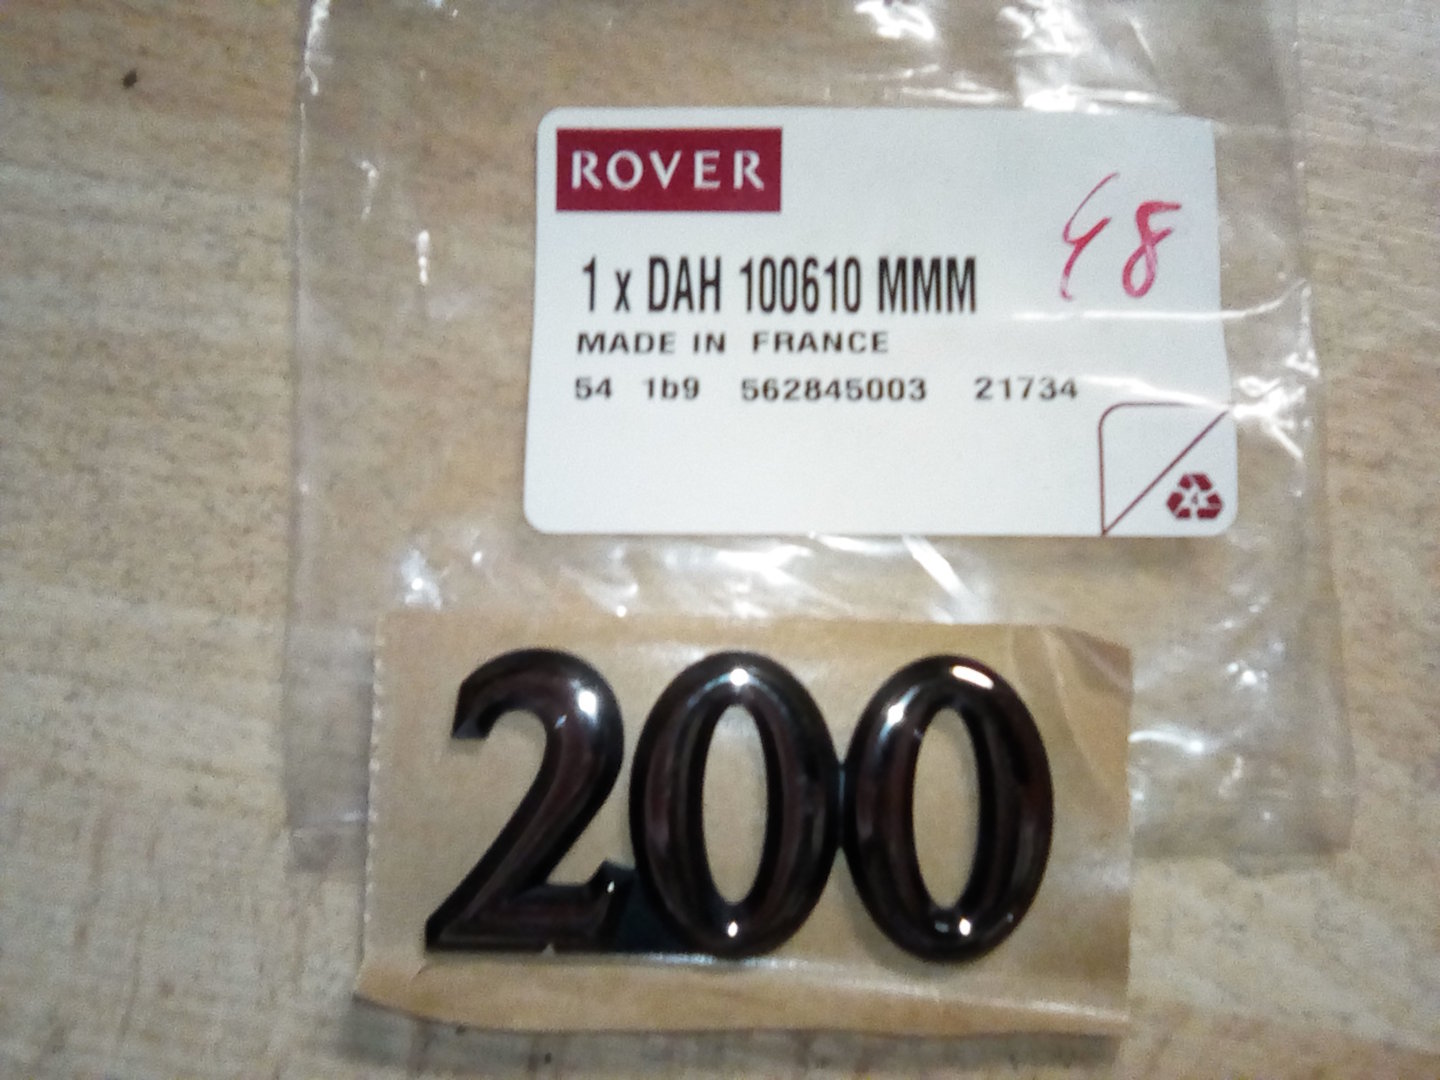 ROVER
48
1 x DAH 100610 MMM
MADE IN FRANCE
54 1b9 562845003 21734
200